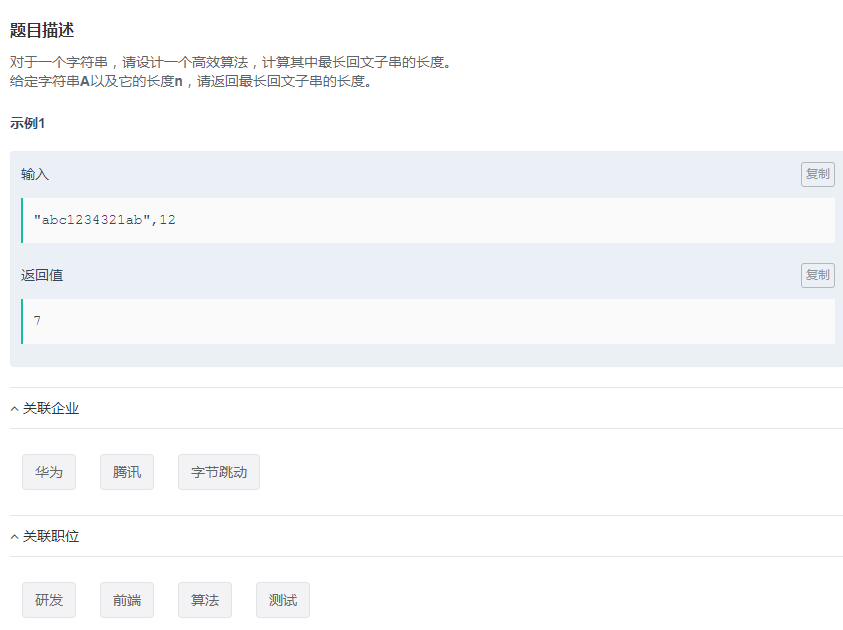 题目描述
对于一个字符串，请设计一个高效算法，计算其中最长回文子串的长度。
给定字符串A以及它的长度n，请返回最长回文子串的长度。
示例1
输入
复制
"abc1234321ab",12
返回值
复制
7
关联企业
华为 腾讯 字节跳动
关联职位
研发 前端 算法 测试